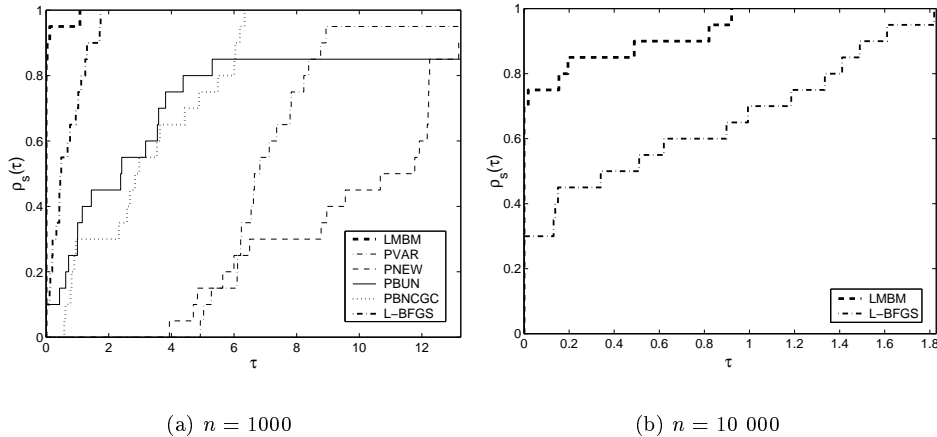 1
0.8
0.6
0.4
0.2
0
ρs(τ)
0 2 4 6 8 10 12
τ
LMBM
PVAR
PNEW
PBUN
PBNCGC
L−BFGS
(a) n = 1000
1
0.8
0.6
0.4
0.2
0
ρs(τ)
0 0.2 0.4 0.6 0.8 1 1.2 1.4 1.6 1.8
τ
LMBM
L−BFGS
(b) n = 10 000